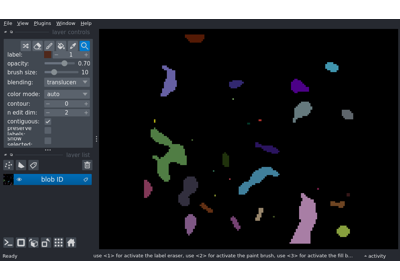 File View Plugins Window Help
layer controls
label: 1
opacity: 0.70
brush size: 10
blending: translucen
color mode: auto
contour: 0
n edit dim: 2
contiguous:
preserve labels:
show selected:
layer list
blob ID
Ready use <1> for activate the label eraser, use <2> for activate the paint brush, use <3> for activate the fill b... activity